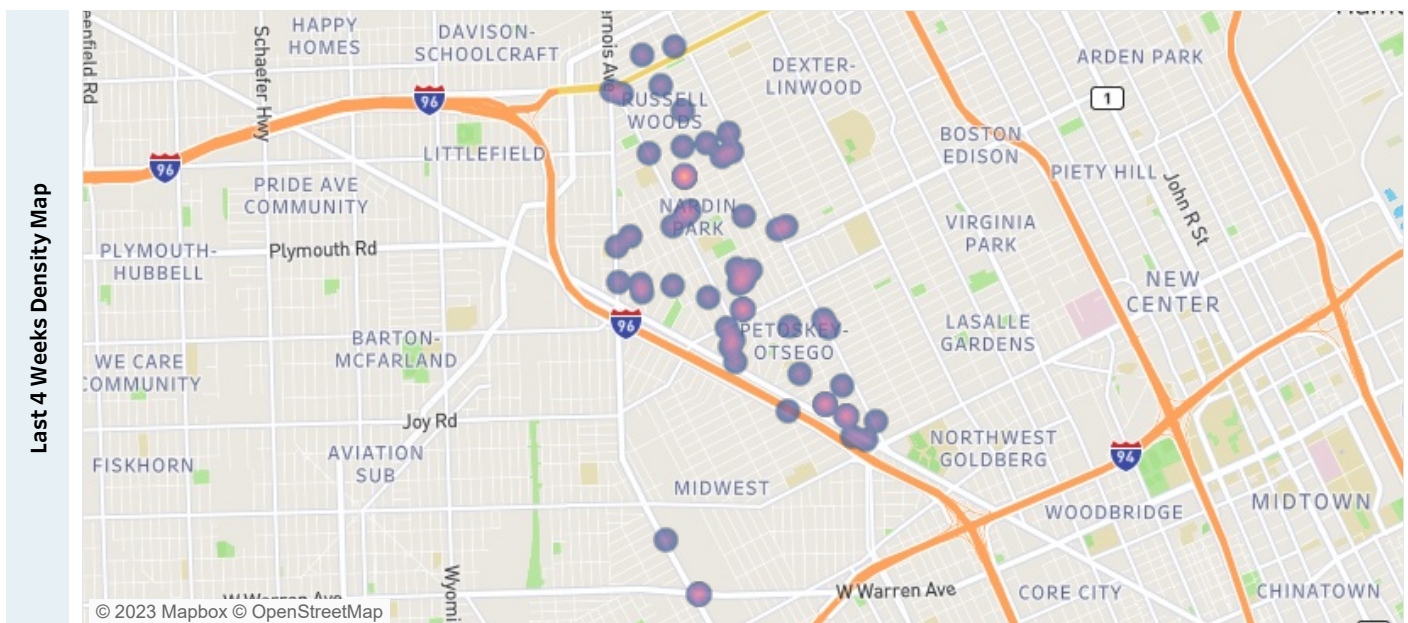 Last 4 Weeks Density Map
HAPPY
HOMES
DAVISON-
SCHOOLCRAFT
DEXTER-
LINWOOD
ARDEN PARK
Schaefer Hwy
96
1
RUSSELL
WOODS
BOSTON
EDISON
LITTLEFIELD
96
PRIDE AVE
COMMUNITY
PIETY HILL
John R St
NARDIN
PARK
VIRGINIA
PARK
PLYMOUTH-
HUBBELL
Plymouth Rd
NEW
CENTER
96
PETOSKEY-
OTSEGO
LASALLE
GARDENS
BARTON-
MCFARLAND
WE CARE
COMMUNITY
Joy Rd
FISKHORN
AVIATION
SUB
NORTHWEST
GOLDBERG
94
MIDWEST
WOODBRIDGE
MIDTOWN
W Warren Ave
Wyomi
W Warren Ave
CORE CITY
CHINATOWN
© 2023 Mapbox © OpenStreetMap